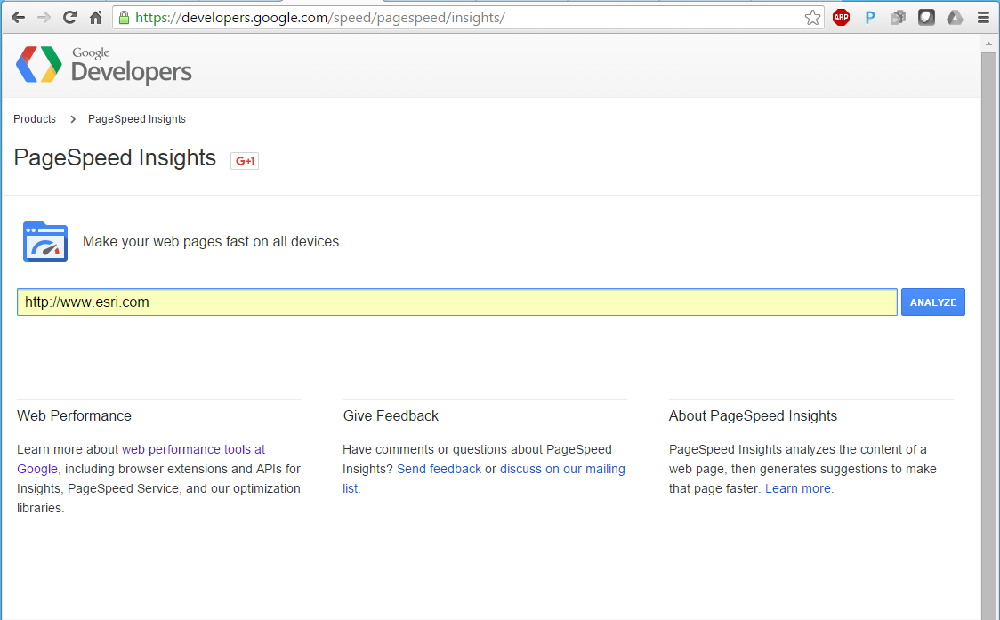 https://developers.google.com/speed/pagespeed/insights/
ABP
P
Google
Developers
Products > PageSpeed Insights
PageSpeed Insights
G+1
Make your web pages fast on all devices.
http://www.esri.com
ANALYZE
Web Performance
Learn more about web performance tools at
Google, including browser extensions and APIs for
Insights, PageSpeed Service, and our optimization
libraries.
Give Feedback
Have comments or questions about PageSpeed
Insights? Send feedback or discuss on our mailing
list.
About PageSpeed Insights
PageSpeed Insights analyzes the content of a
web page, then generates suggestions to make
that page faster. Learn more.